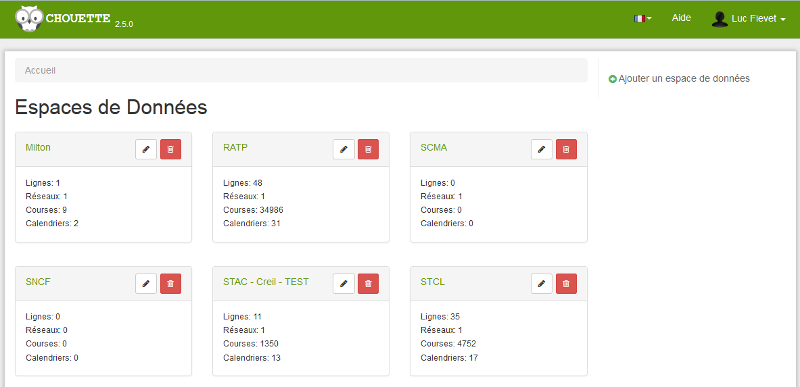 CHOUETTE 2.5.0
Aide
Luc Fievet
Accueil
Ajouter un espace de données
Espaces de Données
Milton
Lignes: 1
Réseaux: 1
Courses: 9
Calendriers: 2
RATP
Lignes: 48
Réseaux: 1
Courses: 34986
Calendriers: 31
SCMA
Lignes: 0
Réseaux: 1
Courses: 0
Calendriers: 0
SNCF
Lignes: 0
Réseaux: 0
Courses: 0
Calendriers: 0
STAC - Creil - TEST
Lignes: 11
Réseaux: 1
Courses: 1350
Calendriers: 13
STCL
Lignes: 35
Réseaux: 1
Courses: 4752
Calendriers: 17